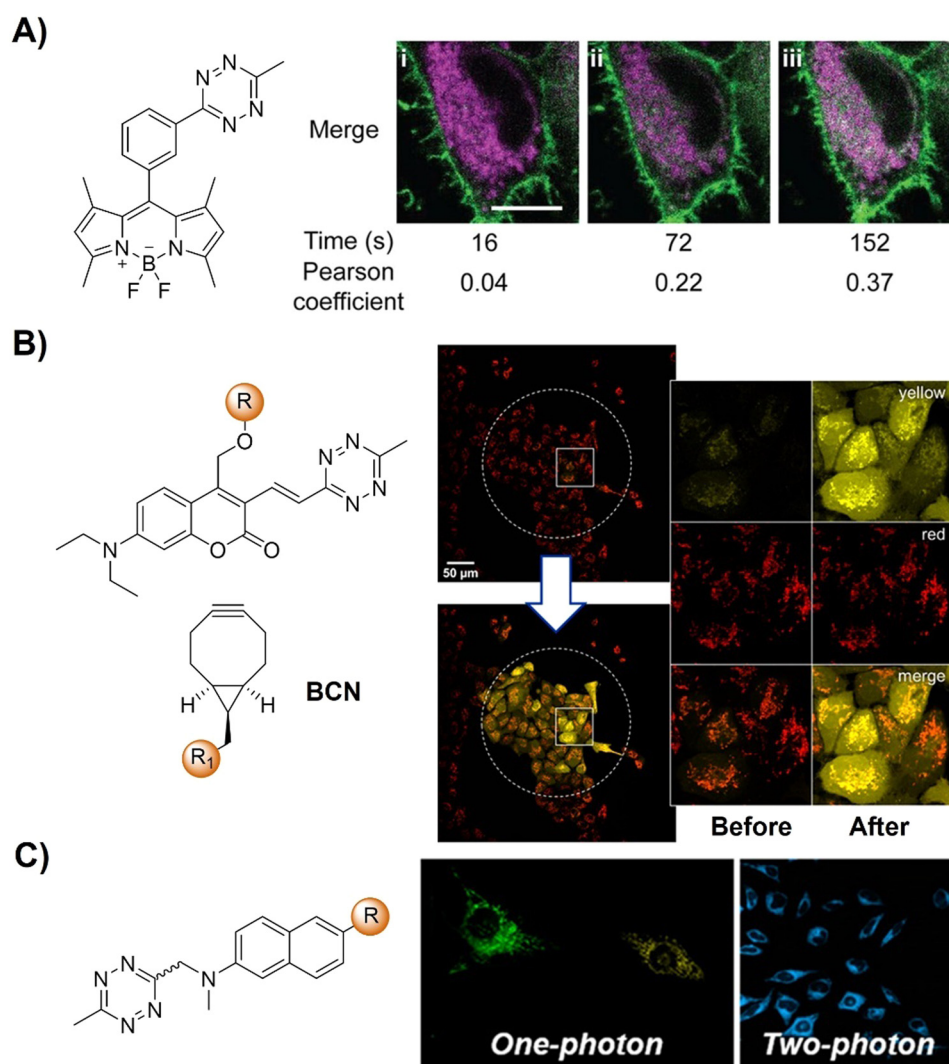 A)
N N
N N
N N
+ B −
F F
Merge
i ii iii
Time (s) 16 72 152
Pearson coefficient 0.04 0.22 0.37
B)
R
O
N N
N N
N O O
H H
R1
BCN
50 µm
yellow
red
merge
Before After
C)
N N
N N
N
R
One-photon
Two-photon